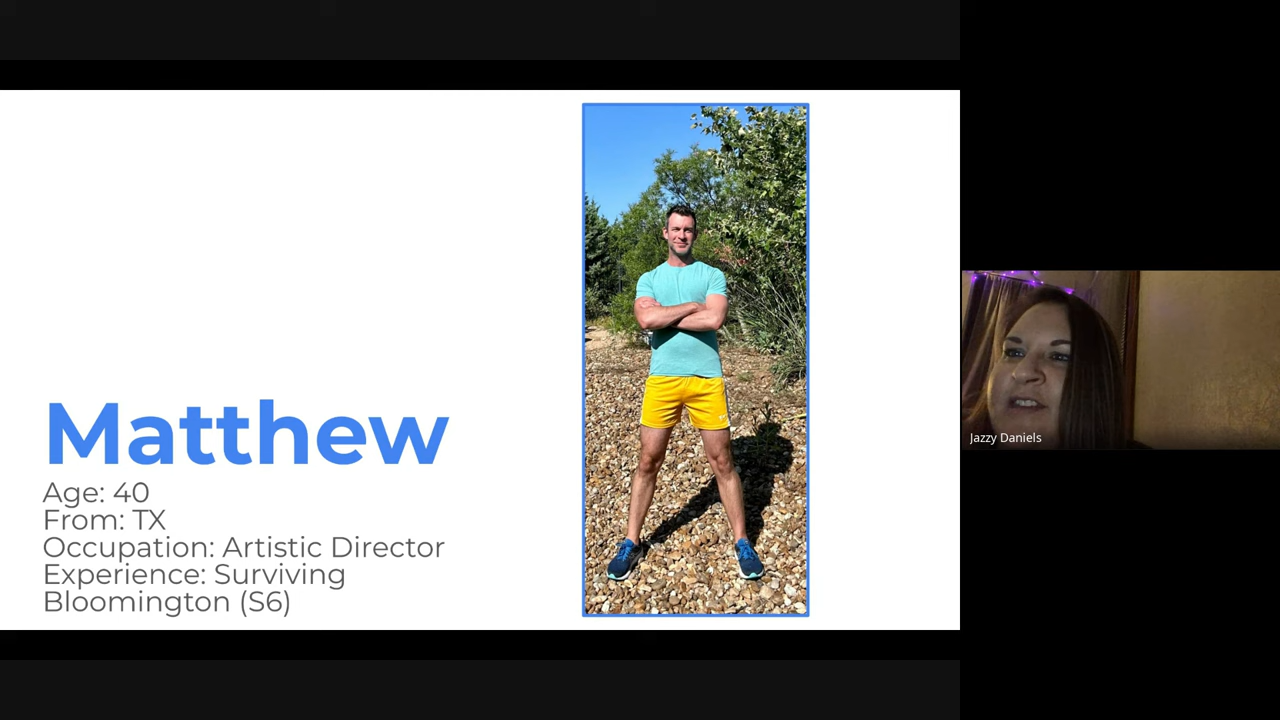 Matthew
Age: 40
From: TX
Occupation: Artistic Director
Experience: Surviving
Bloomington (S6)
Jazzy Daniels